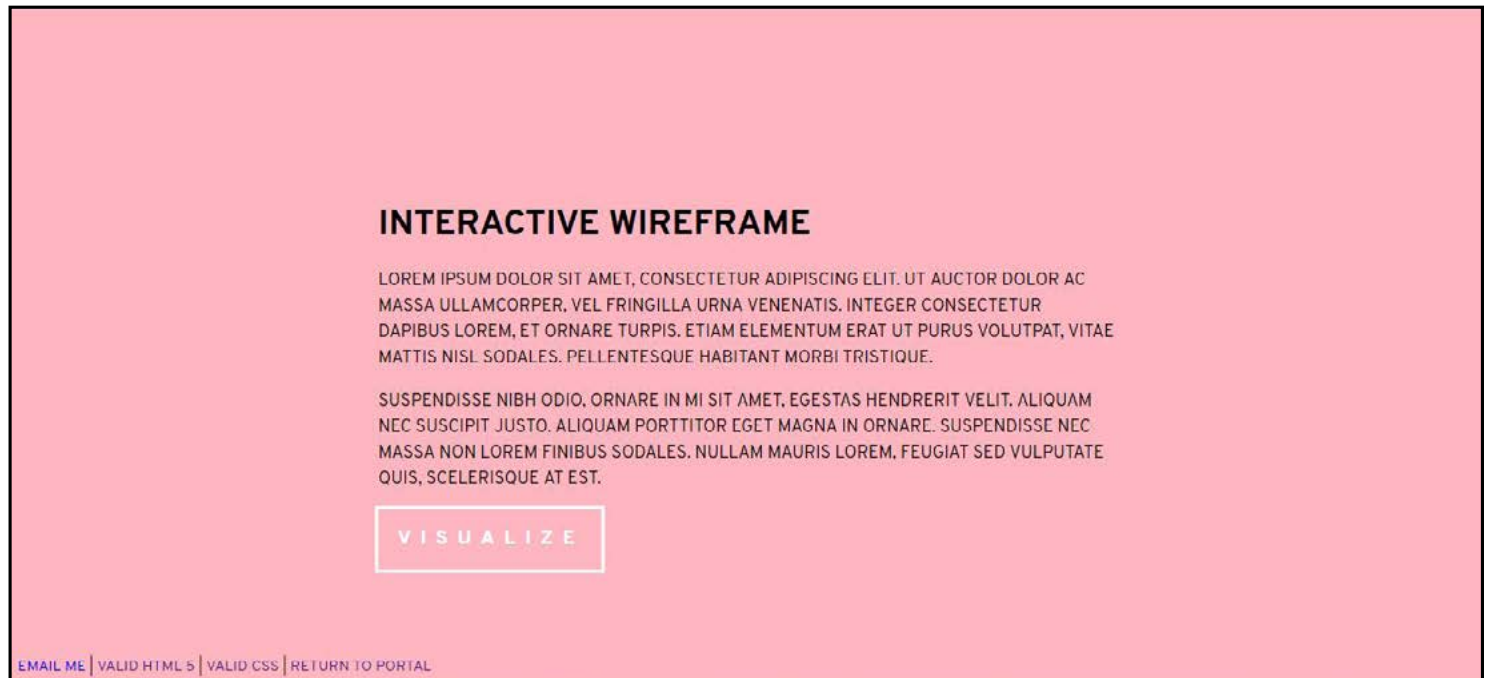 INTERACTIVE WIREFRAME
LOREM IPSUM DOLOR SIT AMET, CONSECTETUR ADIPISCING ELIT. UT AUCTOR DOLOR AC
MASSA ULLAMCORPER, VEL FRINGILLA URNA VENENATIS. INTEGER CONSECTETUR
DAPIBUS LOREM, ET ORNARE TURPIS. ETIAM ELEMENTUM ERAT UT PURUS VOLUTPAT, VITAE
MATTIS NISL SODALES. PELLENTESQUE HABITANT MORBI TRISTIQUE.
SUSPENDISSE NIBH ODIO, ORNARE IN MI SIT AMET, EGESTAS HENDRERIT VELIT. ALIQUAM
NEC SUSCIPIT JUSTO. ALIQUAM PORTTITOR EGET MAGNA IN ORNARE. SUSPENDISSE NEC
MASSA NON LOREM FINIBUS SODALES. NULLAM MAURIS LOREM, FEUGIAT SED VULPUTATE
QUIS, SCELERISQUE AT EST.
VISUALIZE
EMAIL ME | VALID HTML 5 | VALID CSS | RETURN TO PORTAL